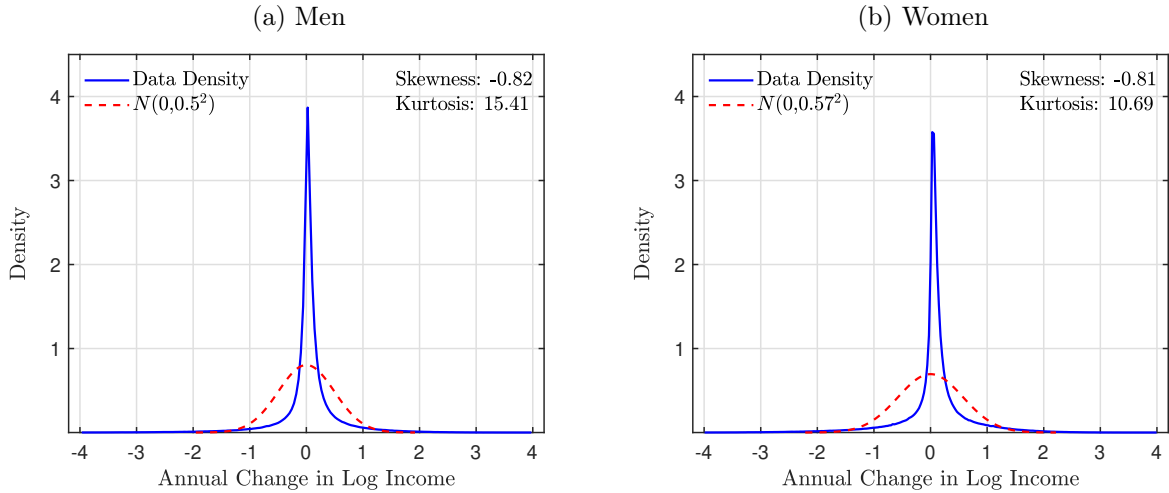 (a) Men
Data Density
N(0,0.5²)
Skewness: -0.82
Kurtosis: 15.41
4
3
2
1
Density
-4 -3 -2 -1 0 1 2 3 4
Annual Change in Log Income
(b) Women
Data Density
N(0,0.57²)
Skewness: -0.81
Kurtosis: 10.69
4
3
2
1
Density
-4 -3 -2 -1 0 1 2 3 4
Annual Change in Log Income